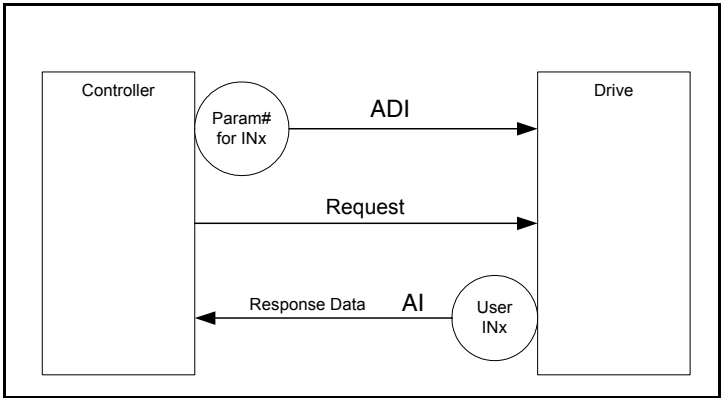 Controller
Drive
Param#
for INx
ADI
Request
Response Data AI
User
INx